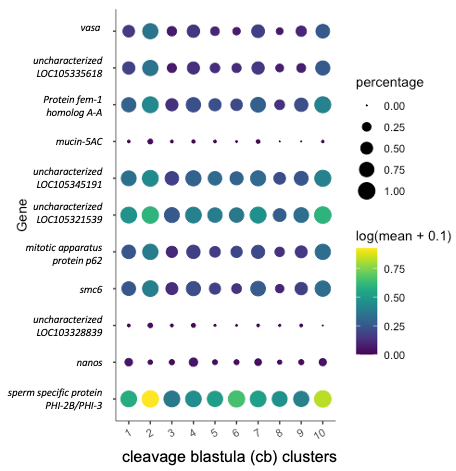 vasa
uncharacterized
LOC105335618
Protein fem-1
homolog A-A
mucin-5AC
uncharacterized
LOC105345191
uncharacterized
LOC105321539
mitotic apparatus
protein p62
smc6
uncharacterized
LOC103328839
nanos
sperm specific protein
PHI-2B/PHI-3
Gene
1 2 3 4 5 6 7 8 9 10
cleavage blastula (cb) clusters
percentage
0.00
0.25
0.50
0.75
1.00
log(mean + 0.1)
0.75
0.50
0.25
0.00